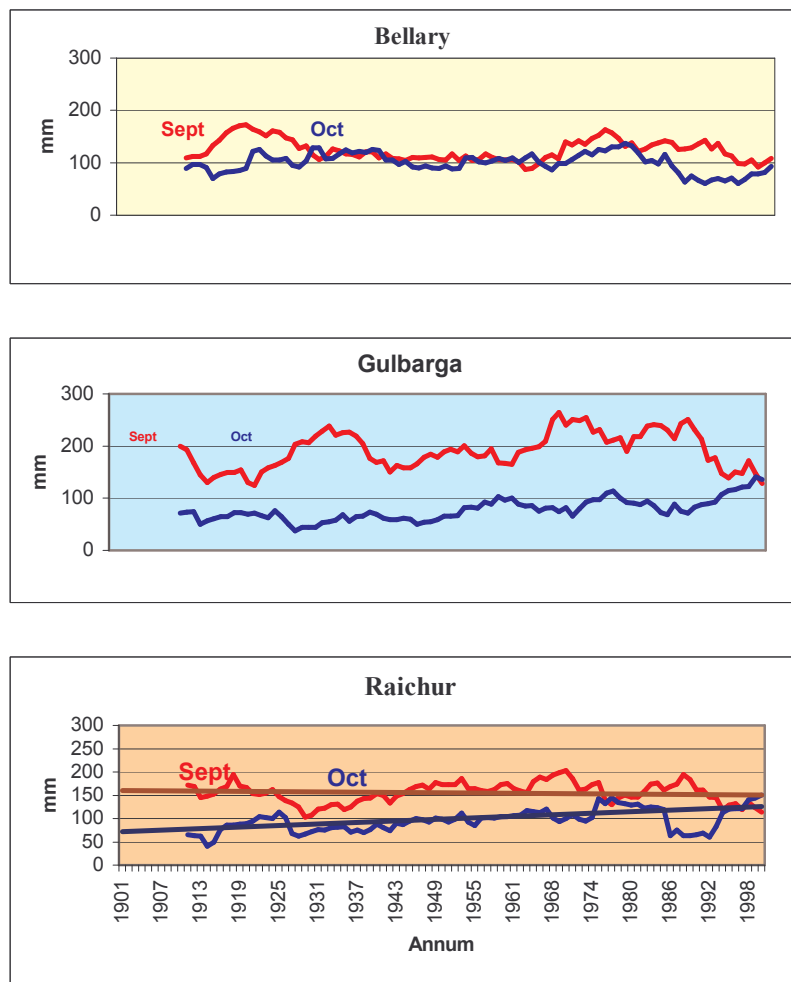 Bellary
300
200
100
0
mm
Sept
Oct
Gulbarga
300
200
100
0
mm
Sept
Oct
Raichur
300
250
200
150
100
50
0
mm
Sept
Oct
1901
1907
1913
1919
1925
1931
1937
1943
1949
1955
1961
1968
1974
1980
1986
1992
1998
Annum